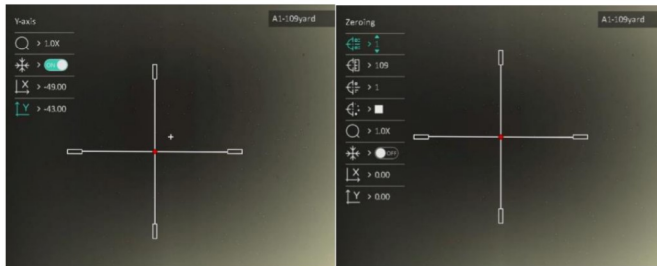 Y-axis
A1-109yard
> 1.0X
> ON
X > -49.00
Y > -43.00
Zeroing
A1-109yard
> 1
> 109
> 1
>
> 1.0X
> OFF
X > 0.00
Y > 0.00